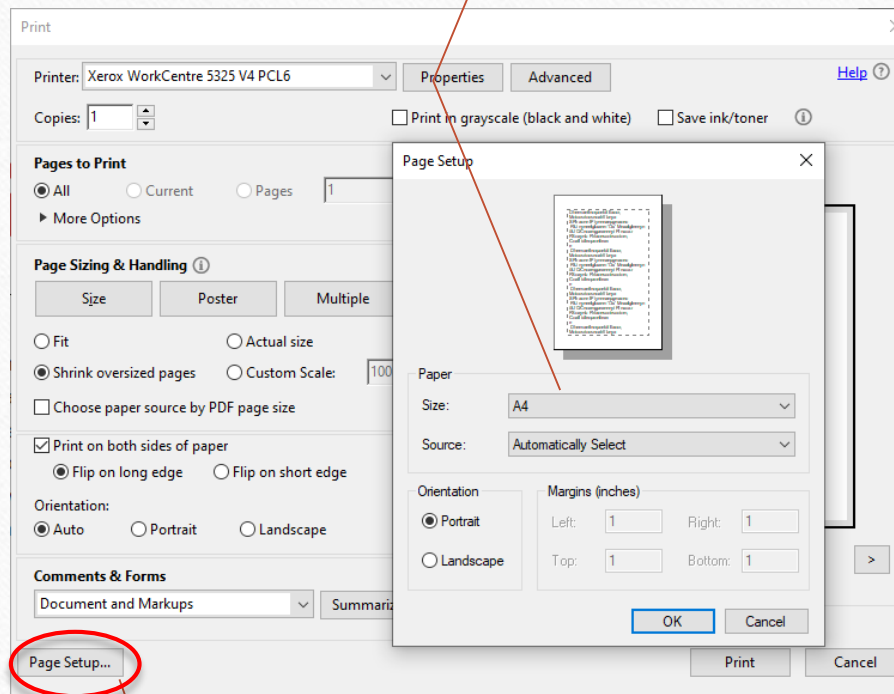 Print
Printer: Xerox WorkCentre 5325 V4 PCL6 Properties Advanced Help
Copies: 1 Print in grayscale (black and white) Save ink/toner
Pages to Print
All Current Pages 1
More Options
Page Sizing & Handling
Size Poster Multiple
Fit Actual size
Shrink oversized pages Custom Scale: 100
Choose paper source by PDF page size
Print on both sides of paper
Flip on long edge Flip on short edge
Orientation:
Auto Portrait Landscape
Comments & Forms
Document and Markups Summariz
Page Setup... Print Cancel
Page Setup
Paper
Size: A4
Source: Automatically Select
Orientation Margins (inches)
Portrait Left: 1 Right: 1
Landscape Top: 1 Bottom: 1
OK Cancel
>